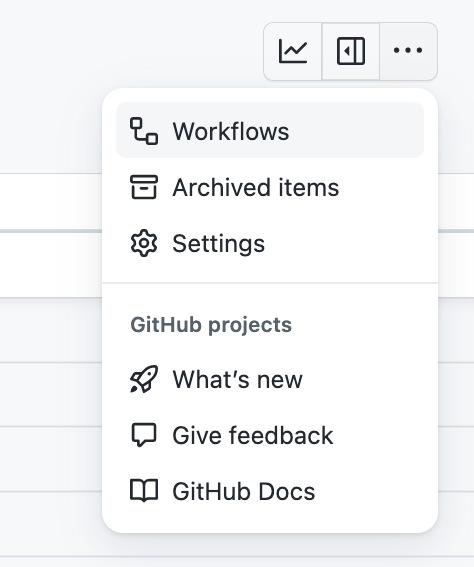 Workflows
Archived items
Settings
GitHub projects
What’s new
Give feedback
GitHub Docs